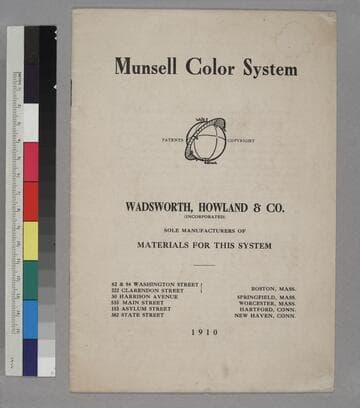 Munsell Color System
PATENTS COPYRIGHT
WADSWORTH, HOWLAND & CO.
(INCORPORATED)
SOLE MANUFACTURERS OF
MATERIALS FOR THIS SYSTEM
82 & 84 WASHINGTON STREET
222 CLARENDON STREET BOSTON, MASS.
30 HARRISON AVENUE SPRINGFIELD, MASS.
533 MAIN STREET WORCESTER, MASS.
153 ASYLUM STREET HARTFORD, CONN.
362 STATE STREET NEW HAVEN, CONN.
1910